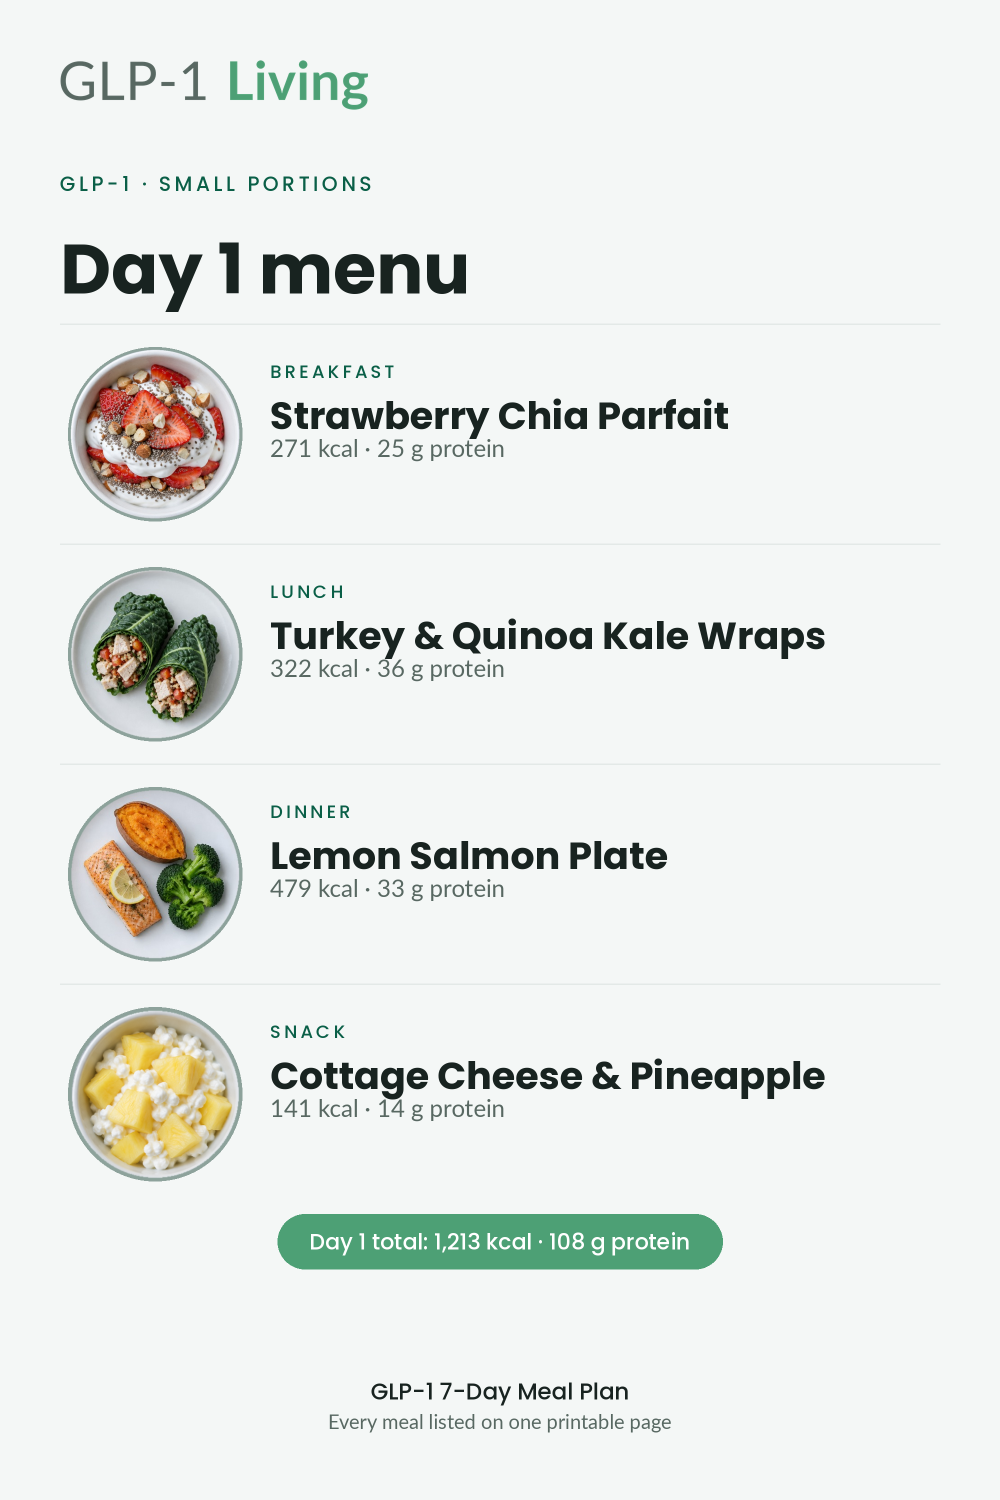 GLP-1 Living
GLP-1 · SMALL PORTIONS
Day 1 menu
BREAKFAST
Strawberry Chia Parfait
271 kcal · 25 g protein
LUNCH
Turkey & Quinoa Kale Wraps
322 kcal · 36 g protein
DINNER
Lemon Salmon Plate
479 kcal · 33 g protein
SNACK
Cottage Cheese & Pineapple
141 kcal · 14 g protein
Day 1 total: 1,213 kcal · 108 g protein
GLP-1 7-Day Meal Plan
Every meal listed on one printable page